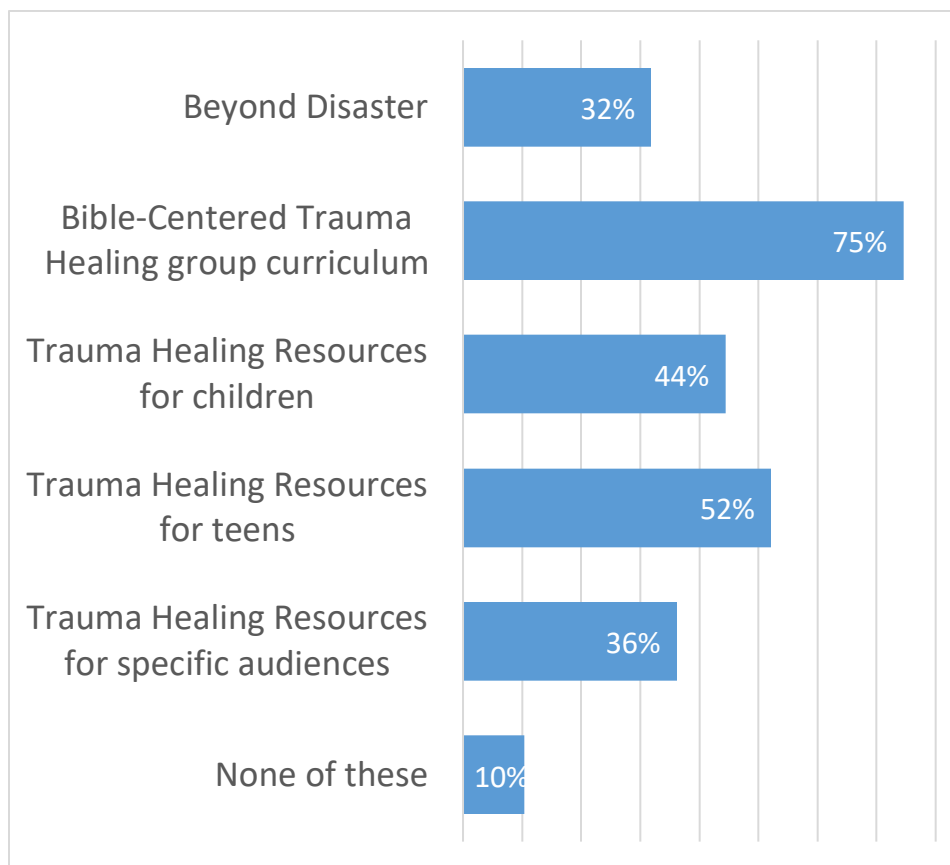 Beyond Disaster
32%
Bible-Centered Trauma
Healing group curriculum
75%
Trauma Healing Resources
for children
44%
Trauma Healing Resources
for teens
52%
Trauma Healing Resources
for specific audiences
36%
None of these
10%